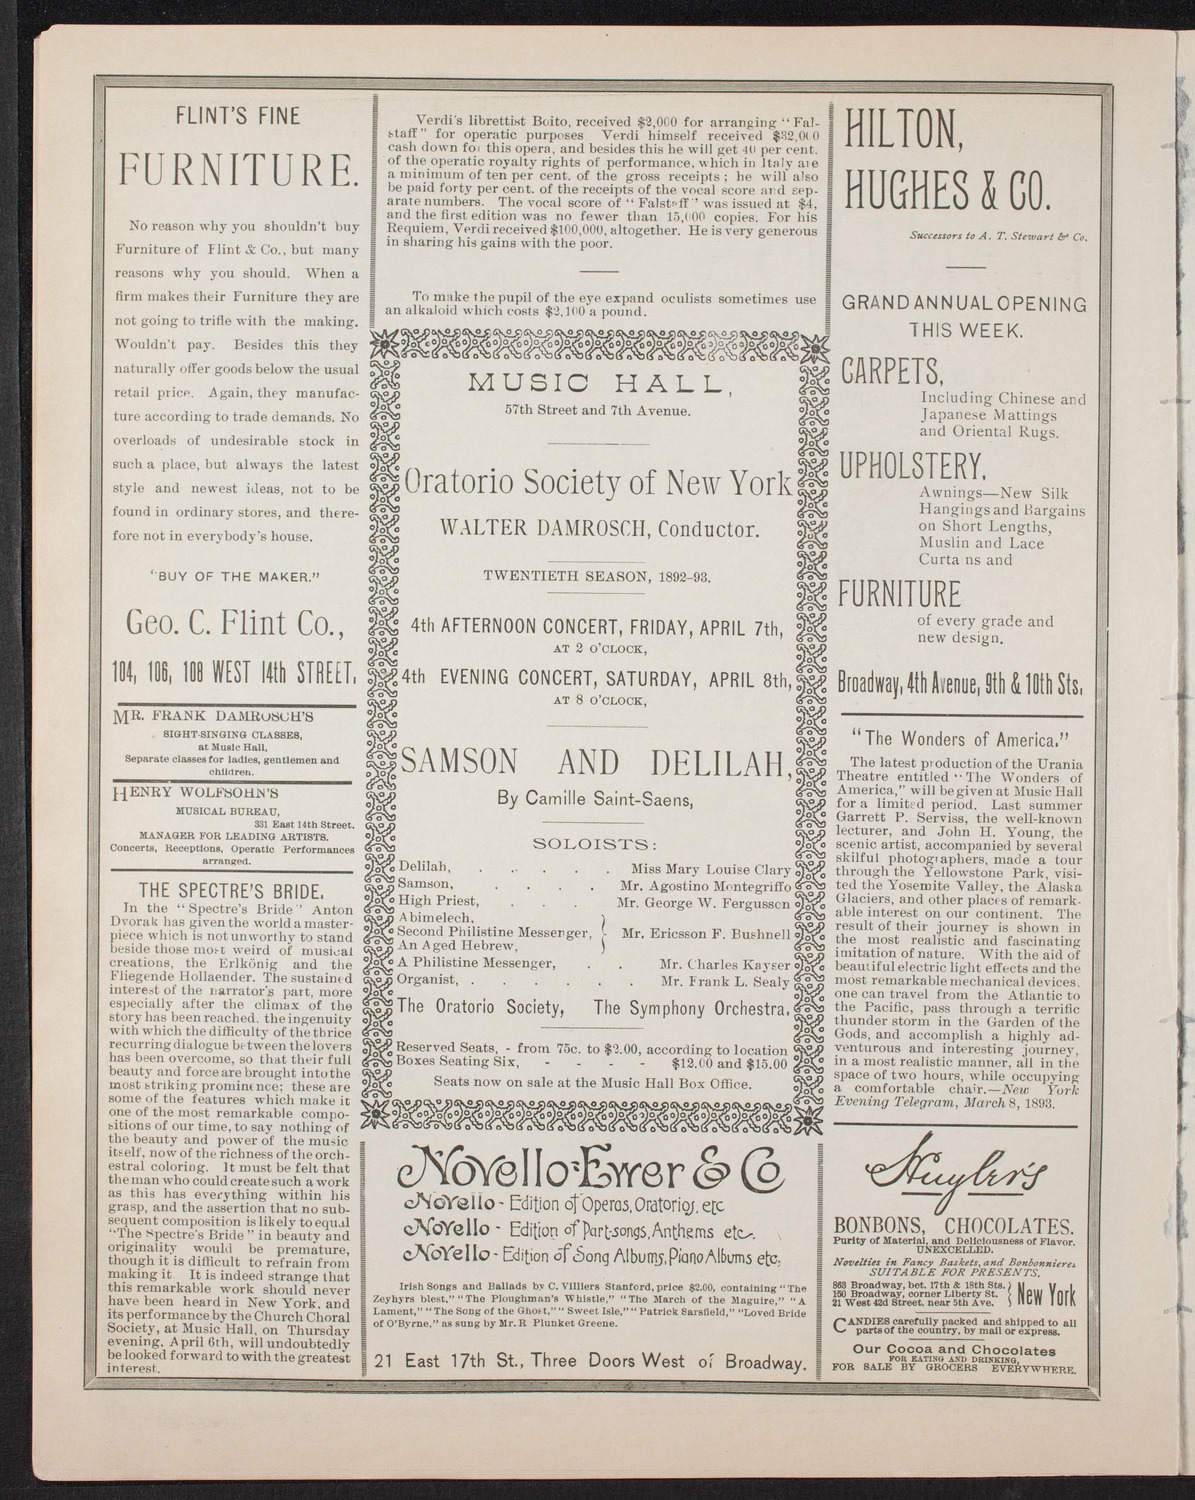 FLINT'S FINE
FURNITURE.
No reason why you shouldn't buy
Furniture of Flint & Co., but many
reasons why you should. When a
firm makes their Furniture they are
not going to trifle with the making.
Wouldn't pay. Besides this they
naturally offer goods below the usual
retail price. Again, they manufac-
ture according to trade demands. No
overloads of undesirable stock in
such a place, but always the latest
style and newest ideas, not to be
found in ordinary stores, and there-
fore not in everybody's house.
"BUY OF THE MAKER."
Geo. C. Flint Co.,
104, 106, 108 WEST 14th STREET.
MR. FRANK DAMROSCH'S
SIGHT-SINGING CLASSES,
at Music Hall,
Separate classes for ladies, gentlemen and
children.
HENRY WOLFSOHN'S
MUSICAL BUREAU,
331 East 14th Street.
MANAGER FOR LEADING ARTISTS.
Concerts, Receptions, Operatic Performances
arranged.
THE SPECTRE'S BRIDE.
In the "Spectre's Bride" Anton
Dvorak has given the world a master-
piece which is not unworthy to stand
beside those most weird of musical
creations, the Erlkönig and the
Fliegende Hollaender. The sustained
interest of the narrator's part, more
especially after the climax of the
story has been reached, the ingenuity
with which the difficulty of the thrice
recurring dialogue between the lovers
has been overcome, so that their full
beauty and force are brought into the
most striking prominence; these are
some of the features which make it
one of the most remarkable compo-
sitions of our time, to say nothing of
the beauty and power of the music
itself, now of the richness of the orch-
estral coloring. It must be felt that
the man who could create such a work
as this has everything within his
grasp, and the assertion that no sub-
sequent composition is likely to equal
"The Spectre's Bride" in beauty and
originality would be premature,
though it is difficult to refrain from
making it It is indeed strange that
this remarkable work should never
have been heard in New York, and
its performance by the Church Choral
Society, at Music Hall, on Thursday
evening, April 6th, will undoubtedly
be looked forward to with the greatest
interest.
Verdi's librettist Boito, received $2,000 for arranging "Fal-
staff" for operatic purposes Verdi himself received $32,000
cash down for this opera, and besides this he will get 40 per cent.
of the operatic royalty rights of performance, which in Italy are
a minimum of ten per cent. of the gross receipts; he will also
be paid forty per cent. of the receipts of the vocal score and sep-
arate numbers. The vocal score of "Falstaff" was issued at $4,
and the first edition was no fewer than 15,000 copies. For his
Requiem, Verdi received $100,000, altogether. He is very generous
in sharing his gains with the poor.
To make the pupil of the eye expand oculists sometimes use
an alkaloid which costs $2,100 a pound.
MUSIC HALL,
57th Street and 7th Avenue.
Oratorio Society of New York
WALTER DAMROSCH, Conductor.
TWENTIETH SEASON, 1892-93.
4th AFTERNOON CONCERT, FRIDAY, APRIL 7th,
AT 2 O'CLOCK,
4th EVENING CONCERT, SATURDAY, APRIL 8th,
AT 8 O'CLOCK,
SAMSON AND DELILAH,
By Camille Saint-Saens,
SOLOISTS:
Delilah, . . . . . Miss Mary Louise Clary
Samson, . . . . Mr. Agostino Montegriffo
High Priest, . . . Mr. George W. Fergusson
Abimelech,
Second Philistine Messenger, } Mr. Ericsson F. Bushnell
An Aged Hebrew,
A Philistine Messenger, . . Mr. Charles Kayser
Organist, . . . . . . Mr. Frank L. Sealy
The Oratorio Society, The Symphony Orchestra,
Reserved Seats, - from 75c. to $2.00, according to location
Boxes Seating Six, - - - - $12.00 and $15.00
Seats now on sale at the Music Hall Box Office.
Novello-Ewer & Co
Novello - Edition of Operas, Oratorios, etc
Novello - Edition of Part-songs, Anthems etc.
Novello - Edition of Song Albums, Piano Albums etc.
Irish Songs and Ballads by C. Villiers Stanford, price $2.00, containing "The
Zephyrs blest," "The Ploughman's Whistle," "The March of the Maguire," "A
Lament," "The Song of the Ghost," "Sweet Isle," "Patrick Sarsfield," "Loved Bride
of O'Byrne," as sung by Mr. R Plunket Greene.
21 East 17th St., Three Doors West of Broadway.
HILTON,
HUGHES & CO.
Successors to A. T. Stewart & Co.
GRAND ANNUAL OPENING
THIS WEEK.
CARPETS,
Including Chinese and
Japanese Mattings
and Oriental Rugs.
UPHOLSTERY,
Awnings—New Silk
Hangings and Bargains
on Short Lengths,
Muslin and Lace
Curta ns and
FURNITURE
of every grade and
new design.
Broadway, 4th Avenue, 9th & 10th Sts.
"The Wonders of America."
The latest production of the Urania
Theatre entitled "The Wonders of
America," will be given at Music Hall
for a limited period. Last summer
Garrett P. Serviss, the well-known
lecturer, and John H. Young, the
scenic artist, accompanied by several
skilful photographers, made a tour
through the Yellowstone Park, visi-
ted the Yosemite Valley, the Alaska
Glaciers, and other places of remark-
able interest on our continent. The
result of their journey is shown in
the most realistic and fascinating
imitation of nature. With the aid of
beautiful electric light effects and the
most remarkable mechanical devices,
one can travel from the Atlantic to
the Pacific, pass through a terrific
thunder storm in the Garden of the
Gods, and accomplish a highly ad-
venturous and interesting journey,
in a most realistic manner, all in the
space of two hours, while occupying
a comfortable chair.—New York
Evening Telegram, March 8, 1893.
Huyler's
BONBONS, CHOCOLATES.
Purity of Material, and Deliciousness of Flavor.
UNEXCELLED.
Novelties in Fancy Baskets, and Bonbonnieres
SUITABLE FOR PRESENTS.
863 Broadway, bet. 17th & 18th Sts.
150 Broadway, corner Liberty St. } New York
21 West 42d Street, near 5th Ave.
CANDIES carefully packed and shipped to all
parts of the country, by mail or express.
Our Cocoa and Chocolates
FOR EATING AND DRINKING,
FOR SALE BY GROCERS EVERYWHERE.